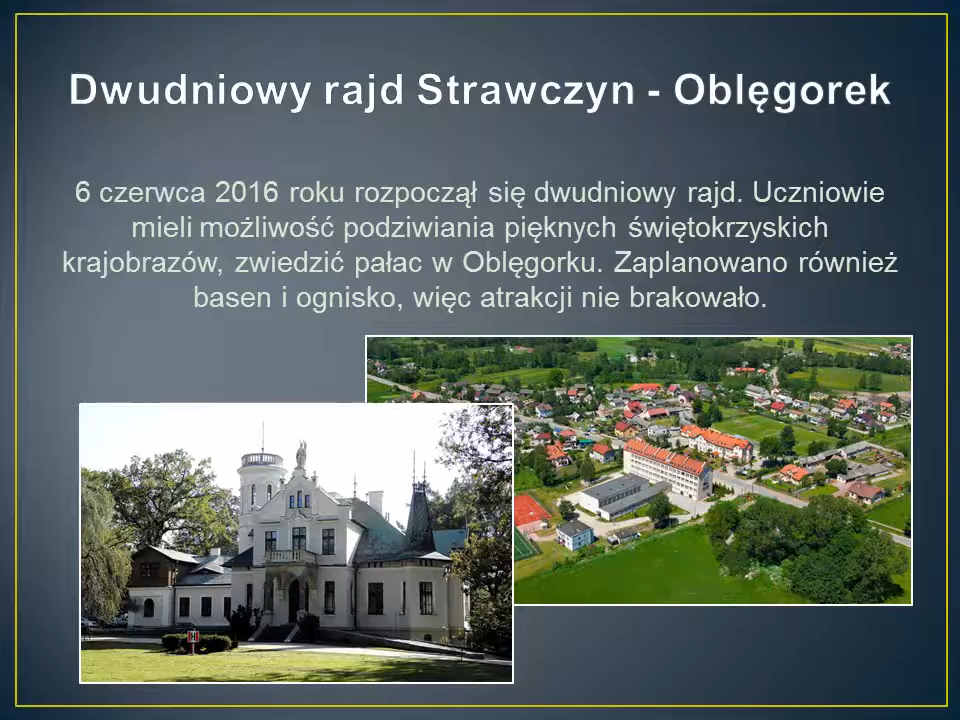 Dwudniowy rajd Strawczyn - Oblęgorek
6 czerwca 2016 roku rozpoczął się dwudniowy rajd. Uczniowie
mieli możliwość podziwiania pięknych świętokrzyskich
krajobrazów, zwiedzić pałac w Oblęgorku. Zaplanowano również
basen i ognisko, więc atrakcji nie brakowało.